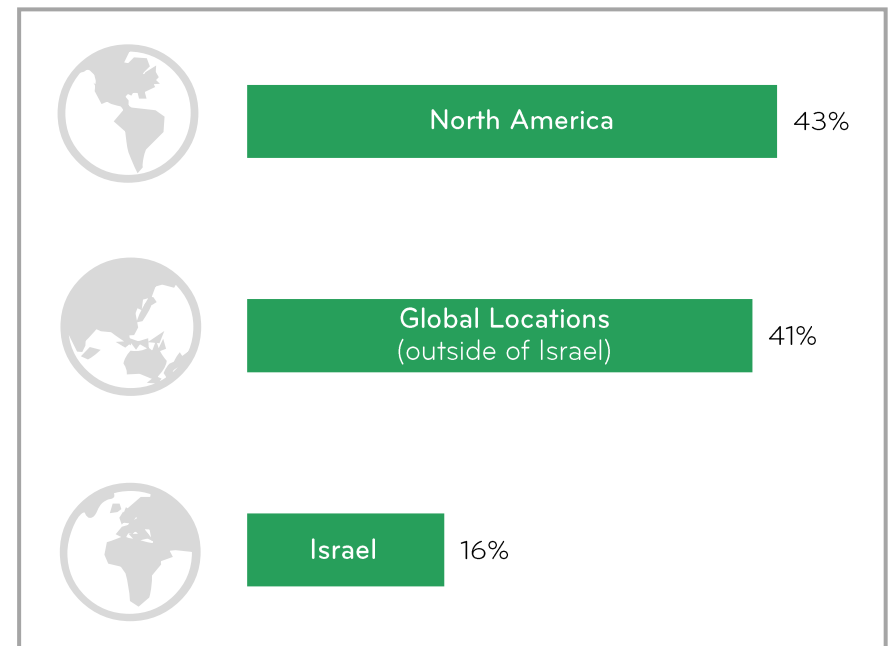 North America
43%
Global Locations
(outside of Israel)
41%
Israel
16%